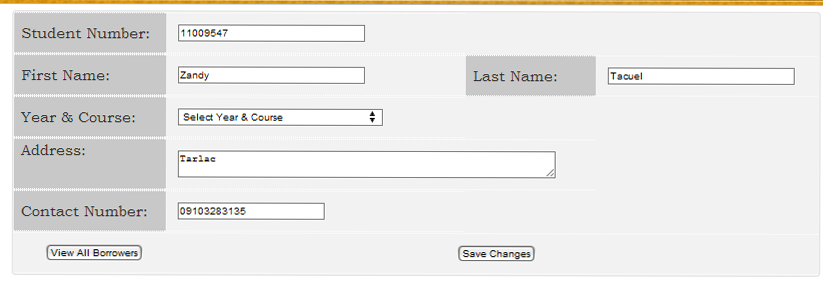 Student Number: 11009547
First Name: Zandy Last Name: Tacuel
Year & Course: Select Year & Course
Address: Tarlac
Contact Number: 09103283135
View All Borrowers Save Changes